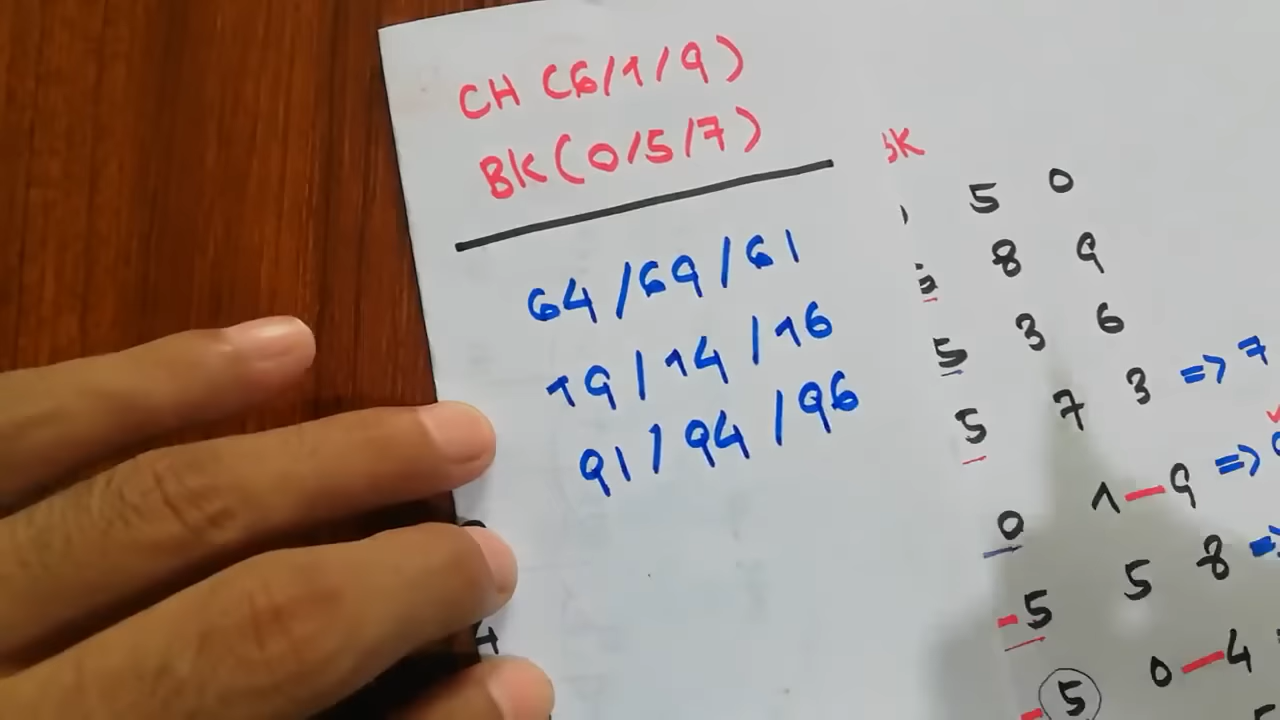 CH (6/1/9)
BK (0/5/7)
64/69/61
19/14/16
91/94/96
BK
5 0
8 9
5 3 6
5 7 3 => 7
0 1-9 =>
-5 5 8 =>
-5 0-4